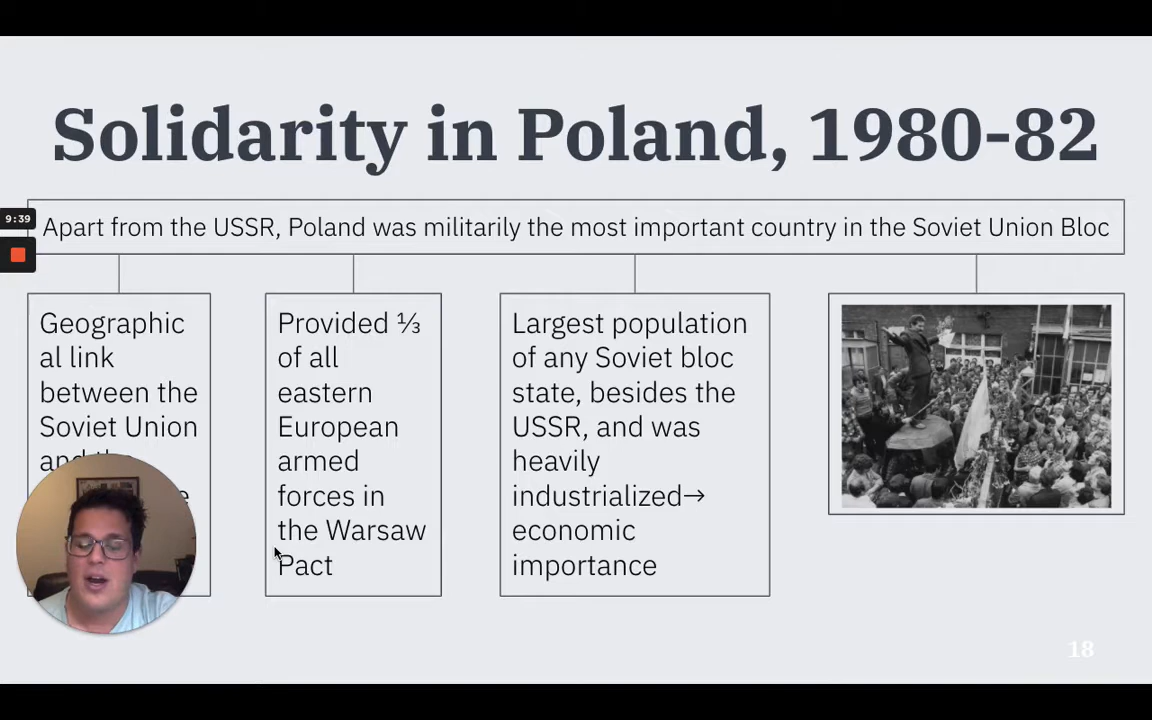 Solidarity in Poland, 1980-82
9:39
Apart from the USSR, Poland was militarily the most important country in the Soviet Union Bloc
Geographic
al link
between the
Soviet Union
and the
Provided ⅓
of all
eastern
European
armed
forces in
the Warsaw
Pact
Largest population
of any Soviet bloc
state, besides the
USSR, and was
heavily
industrialized→
economic
importance
18